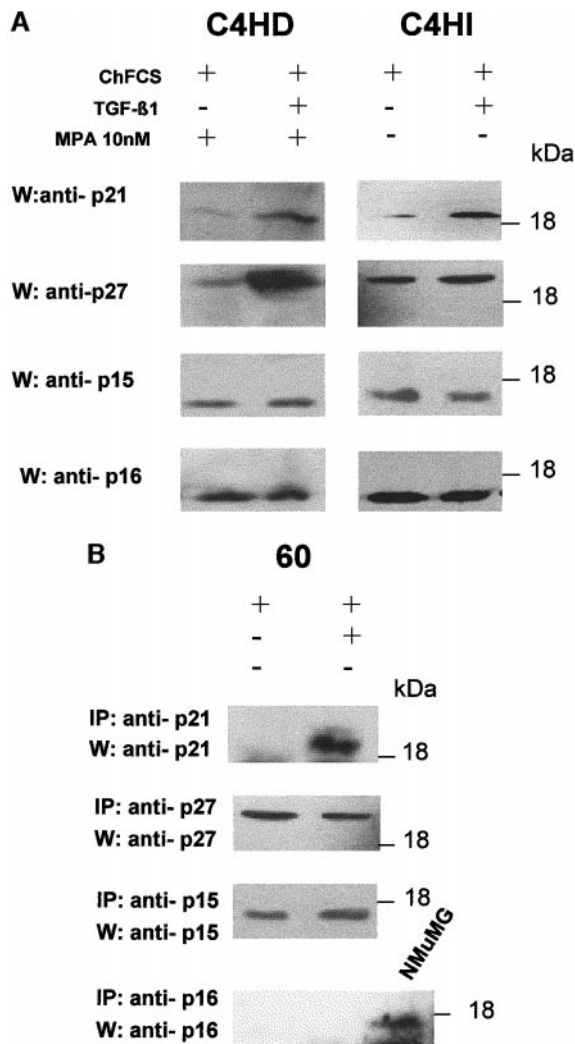 A
C4HD C4HI
ChFCS + + + +
TGF-ß1 - + - +
MPA 10nM + + - -
kDa
W:anti- p21
18
W: anti-p27
18
W: anti- p15
18
W: anti- p16
18
B
60
+ +
- +
- -
kDa
IP: anti- p21
W: anti- p21
18
IP: anti- p27
W: anti- p27
18
IP: anti- p15
W: anti- p15
18
NMuMG
IP: anti- p16
W: anti- p16
18